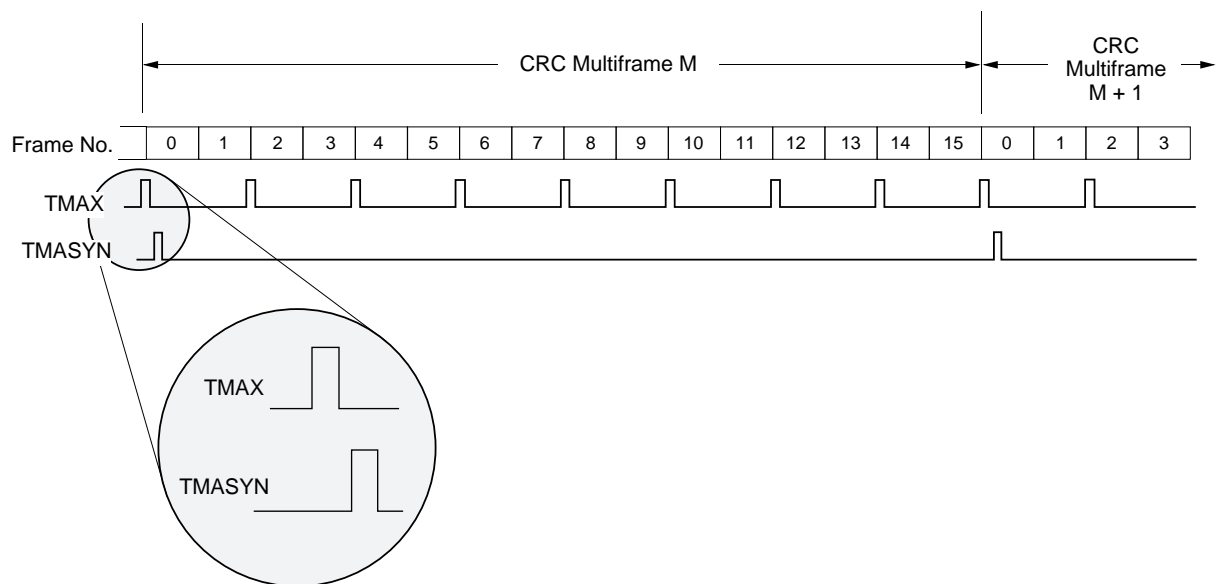 CRC Multiframe M
CRC
Multiframe
M + 1
Frame No. 0 1 2 3 4 5 6 7 8 9 10 11 12 13 14 15 0 1 2 3
TMAX
TMASYN
TMAX
TMASYN